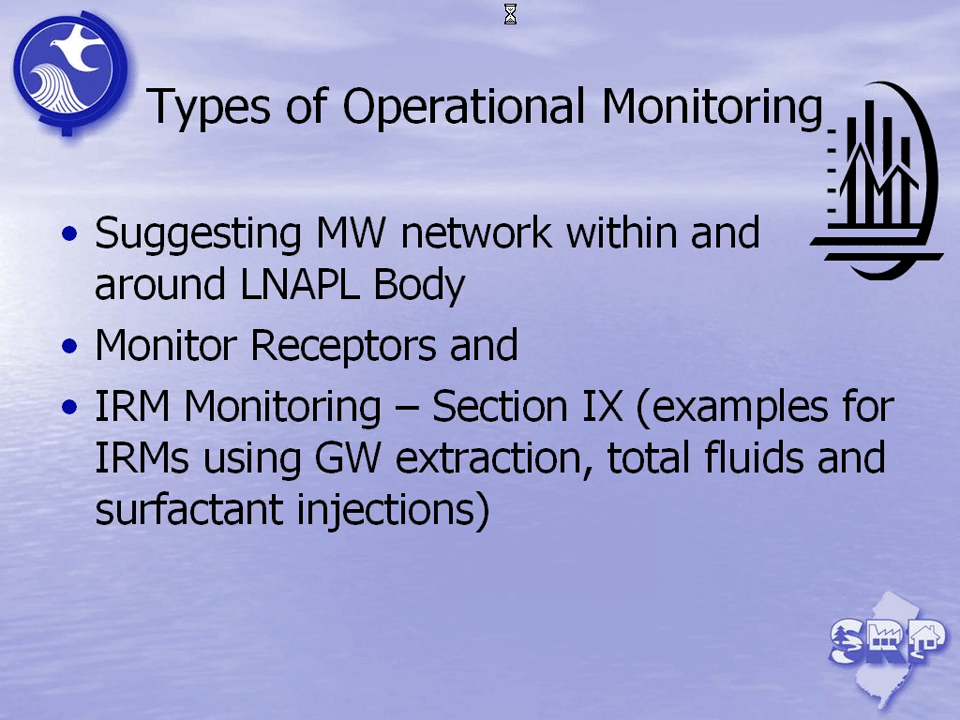 Types of Operational Monitoring
• Suggesting MW network within and
around LNAPL Body
• Monitor Receptors and
• IRM Monitoring – Section IX (examples for
IRMs using GW extraction, total fluids and
surfactant injections)
SRP